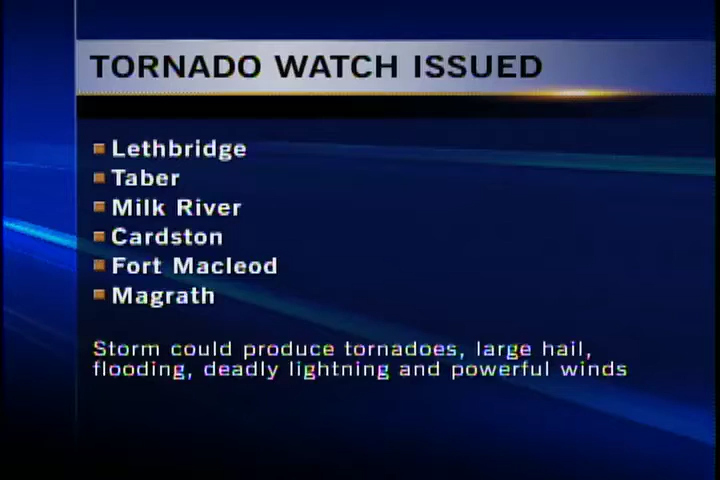 TORNADO WATCH ISSUED
Lethbridge
Taber
Milk River
Cardston
Fort Macleod
Magrath
Storm could produce tornadoes, large hail,
flooding, deadly lightning and powerful winds